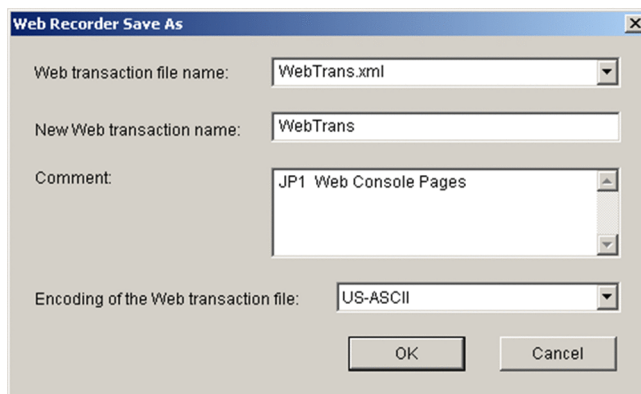 Web Recorder Save As
Web transaction file name: WebTrans.xml
New Web transaction name: WebTrans
Comment: JP1 Web Console Pages
Encoding of the Web transaction file: US-ASCII
OK Cancel